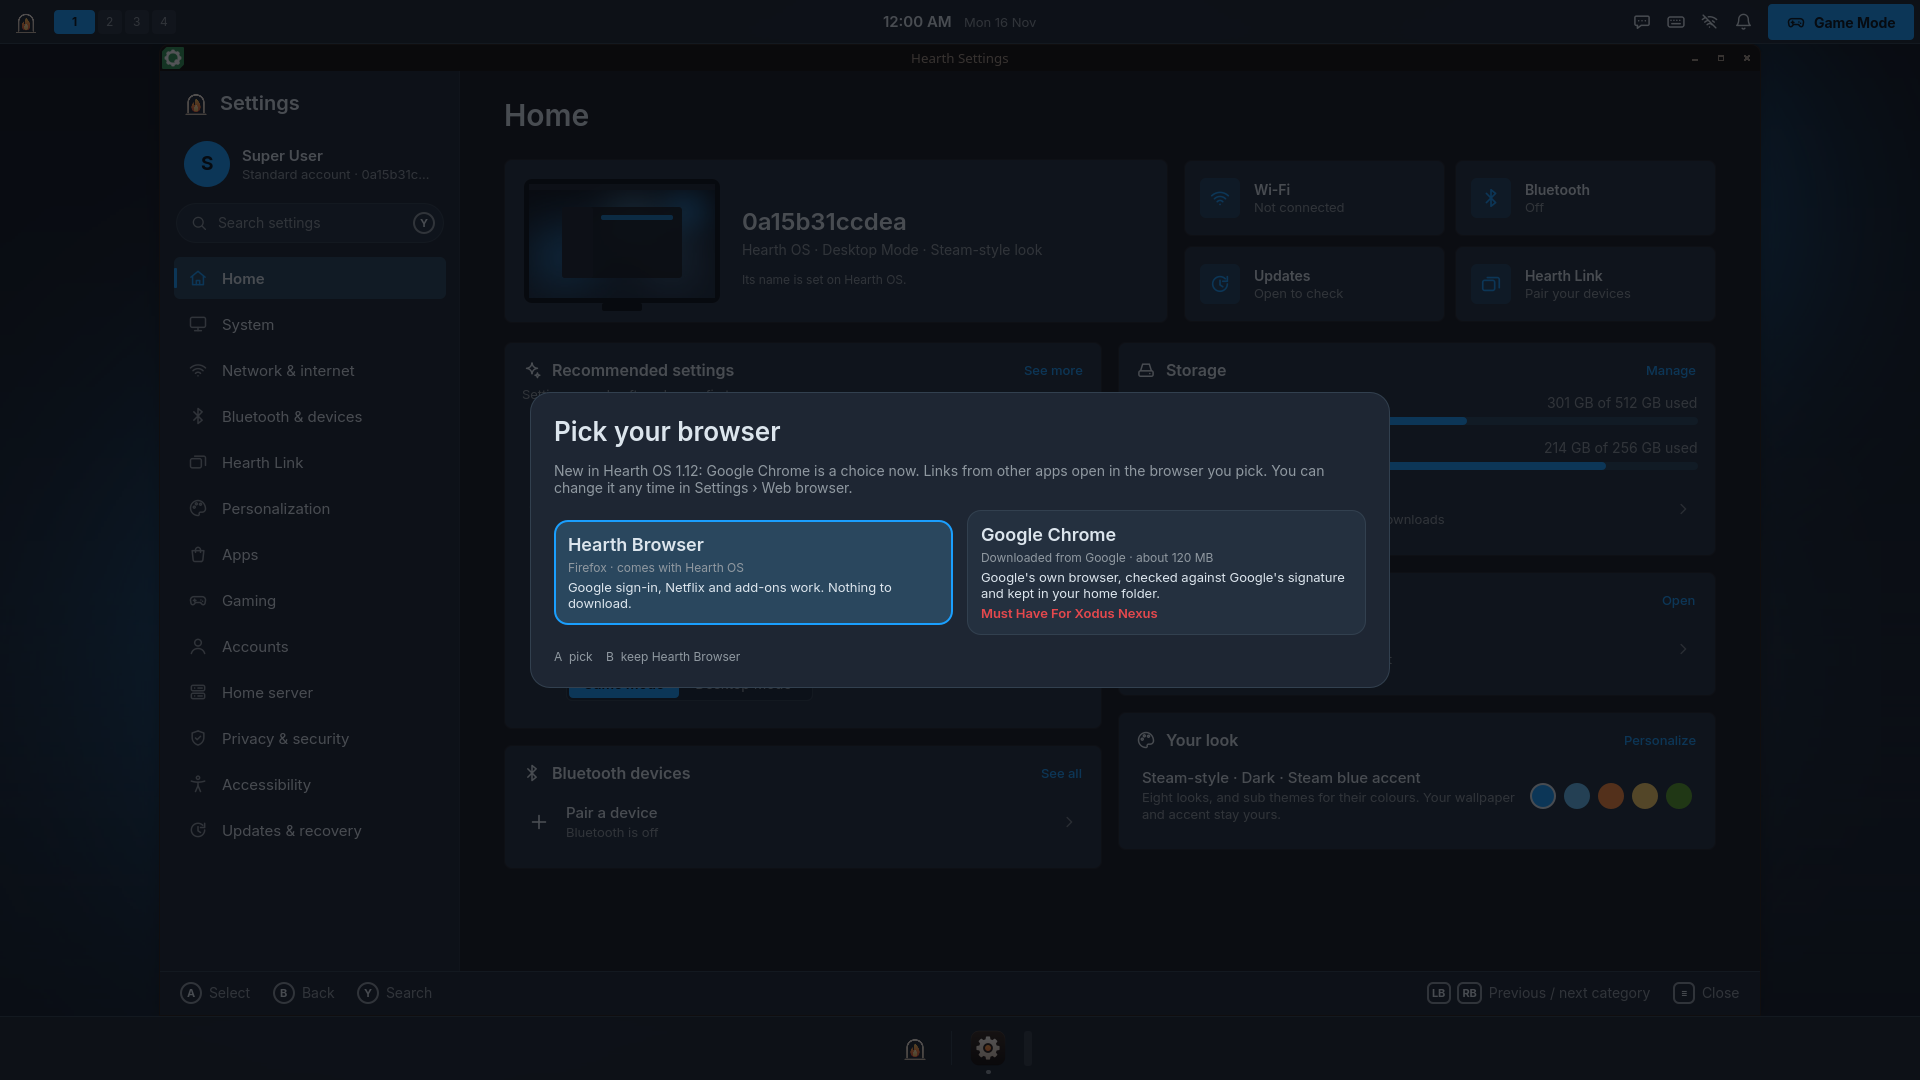 1 2 3 4
12:00 AM Mon 16 Nov
Game Mode
Hearth Settings
Settings
S
Super User
Standard account · 0a15b31c...
Search settings Y
Home
System
Network & internet
Bluetooth & devices
Hearth Link
Personalization
Apps
Gaming
Accounts
Home server
Privacy & security
Accessibility
Updates & recovery
Home
0a15b31ccdea
Hearth OS · Desktop Mode · Steam-style look
Its name is set on Hearth OS.
Wi-Fi
Not connected
Bluetooth
Off
Updates
Open to check
Hearth Link
Pair your devices
Recommended settings
See more
Storage
Manage
301 GB of 512 GB used
214 GB of 256 GB used
Open
Pick your browser
New in Hearth OS 1.12: Google Chrome is a choice now. Links from other apps open in the browser you pick. You can
change it any time in Settings › Web browser.
Hearth Browser
Firefox · comes with Hearth OS
Google sign-in, Netflix and add-ons work. Nothing to
download.
Google Chrome
Downloaded from Google · about 120 MB
Google's own browser, checked against Google's signature
and kept in your home folder.
Must Have For Xodus Nexus
A pick B keep Hearth Browser
Bluetooth devices
See all
Pair a device
Bluetooth is off
Your look
Personalize
Steam-style · Dark · Steam blue accent
Eight looks, and sub themes for their colours. Your wallpaper
and accent stay yours.
A Select B Back Y Search
LB RB Previous / next category ≡ Close